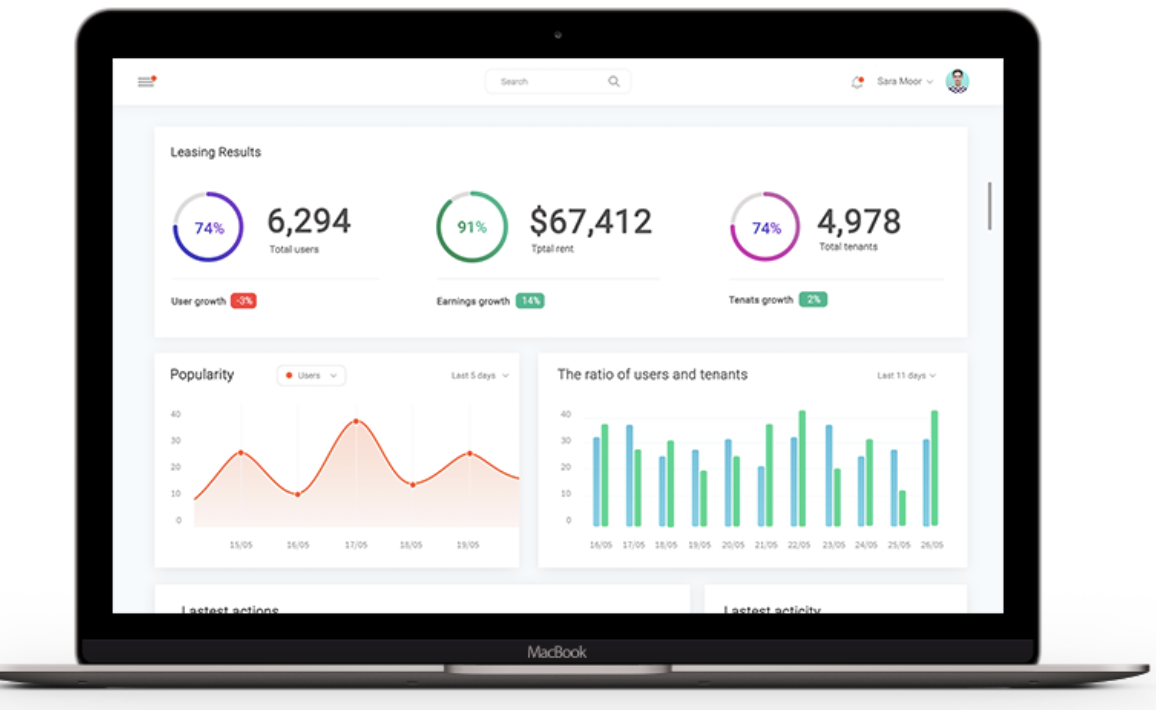 Search
Sara Moor
Leasing Results
74%
6,294
Total users
91%
$67,412
Tptal rent
74%
4,978
Total tenants
User growth -3%
Earnings growth 14%
Tenats growth 2%
Popularity
Users
Last 5 days
40
30
20
10
0
15/05 16/05 17/05 18/05 19/05
The ratio of users and tenants
Last 11 days
40
30
20
10
0
16/05 17/05 18/05 19/05 20/05 21/05 22/05 23/05 24/05 25/05 26/05
Lastest actions
Lastest acticity
MacBook